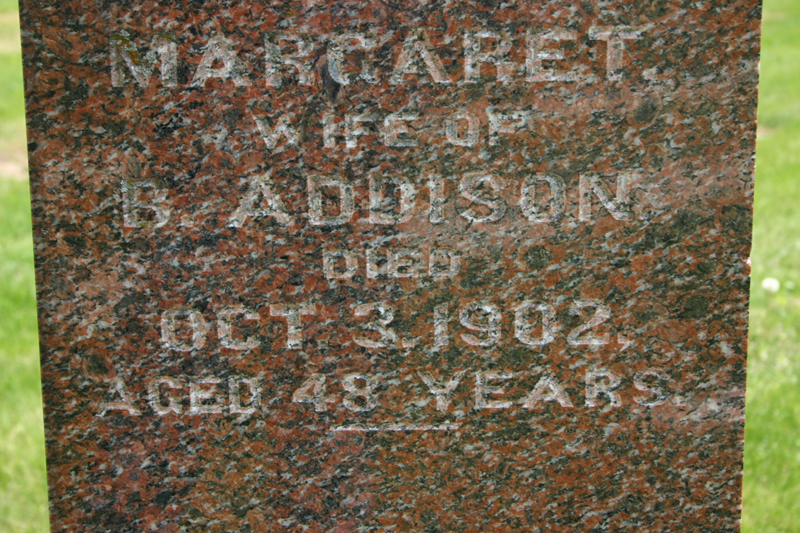 MARGARET
WIFE OF
B. ADDISON
DIED
OCT. 3, 1902,
AGED 48 YEARS